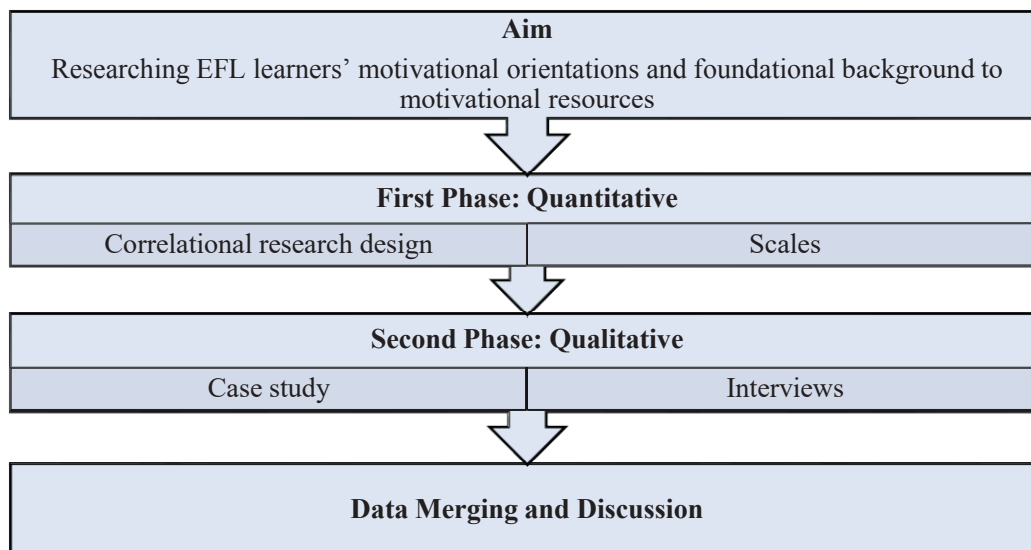 Aim
Researching EFL learners’ motivational orientations and foundational background to
motivational resources
First Phase: Quantitative
Correlational research design
Scales
Second Phase: Qualitative
Case study
Interviews
Data Merging and Discussion